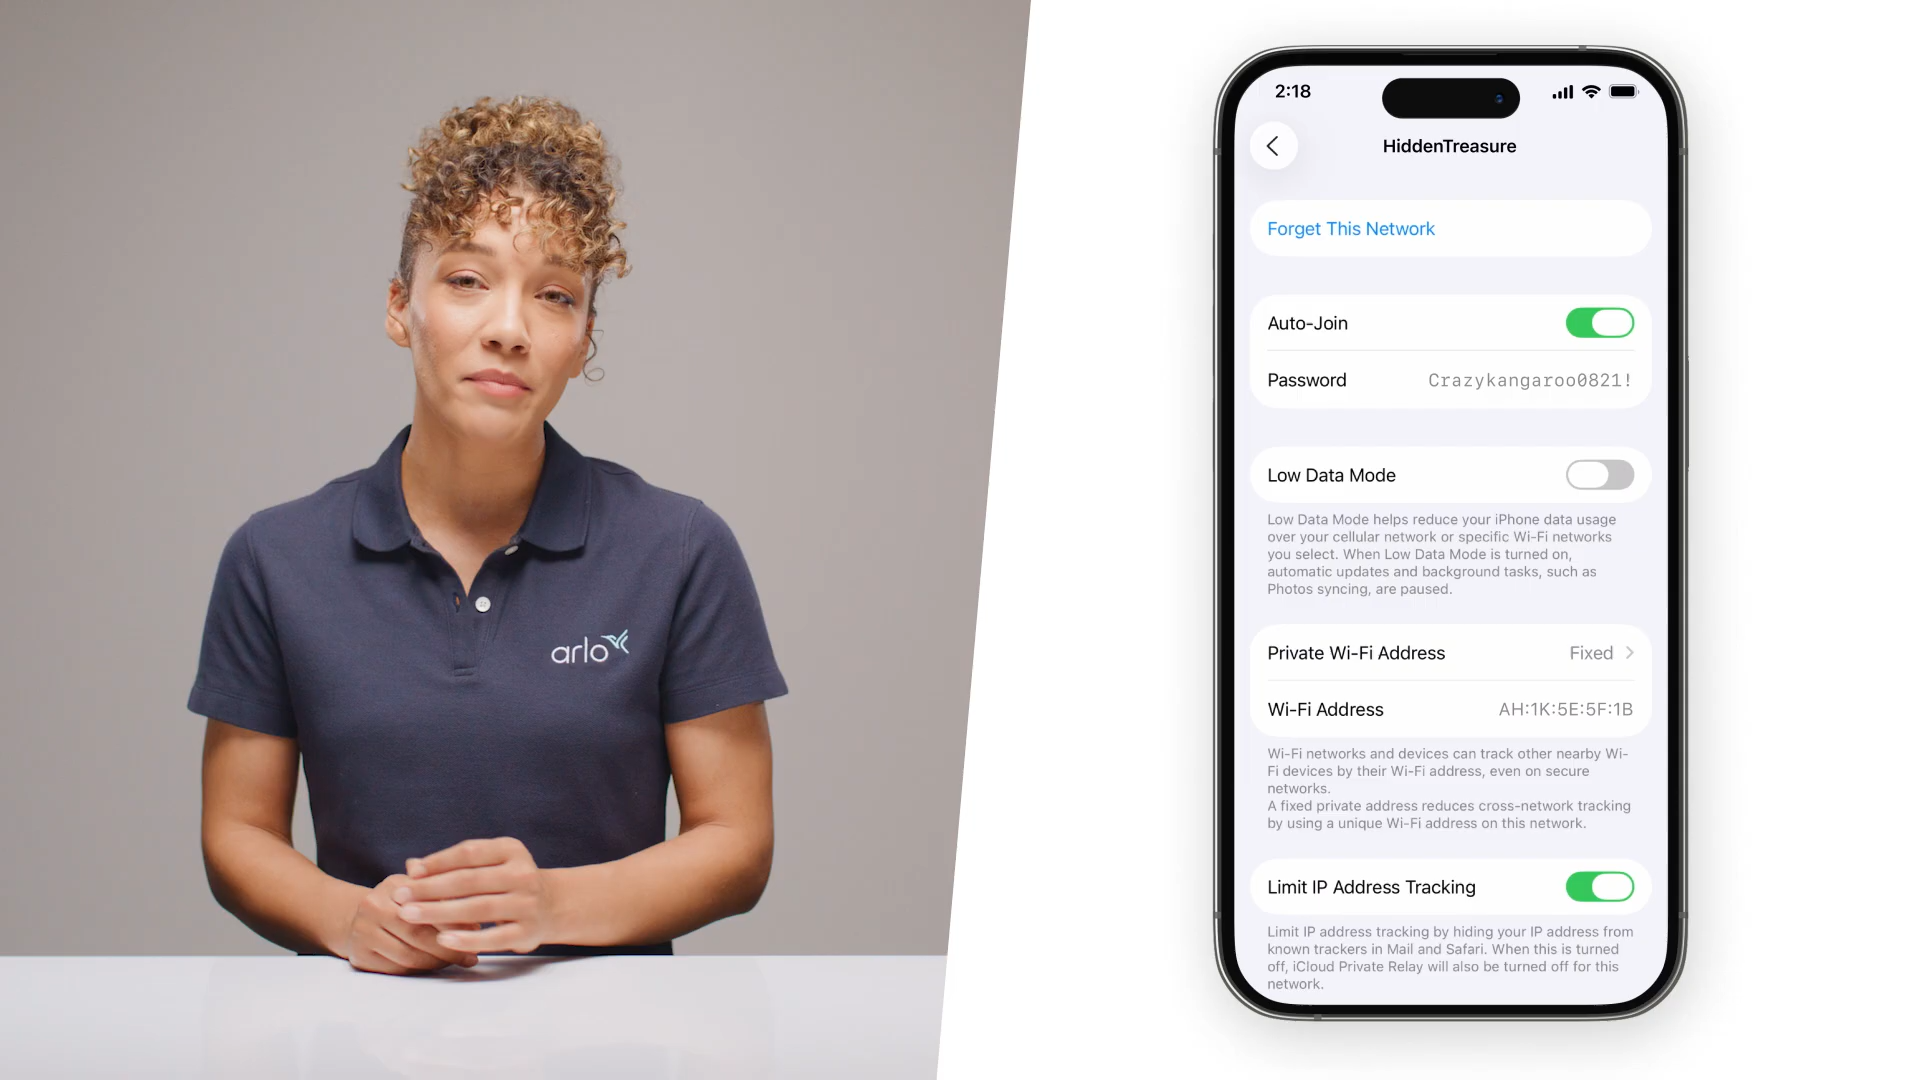 arlo
2:18
HiddenTreasure
Forget This Network
Auto-Join
Password Crazykangaroo0821!
Low Data Mode
Low Data Mode helps reduce your iPhone data usage
over your cellular network or specific Wi-Fi networks
you select. When Low Data Mode is turned on,
automatic updates and background tasks, such as
Photos syncing, are paused.
Private Wi-Fi Address Fixed
Wi-Fi Address AH:1K:5E:5F:1B
Wi-Fi networks and devices can track other nearby Wi-
Fi devices by their Wi-Fi address, even on secure
networks.
A fixed private address reduces cross-network tracking
by using a unique Wi-Fi address on this network.
Limit IP Address Tracking
Limit IP address tracking by hiding your IP address from
known trackers in Mail and Safari. When this is turned
off, iCloud Private Relay will also be turned off for this
network.